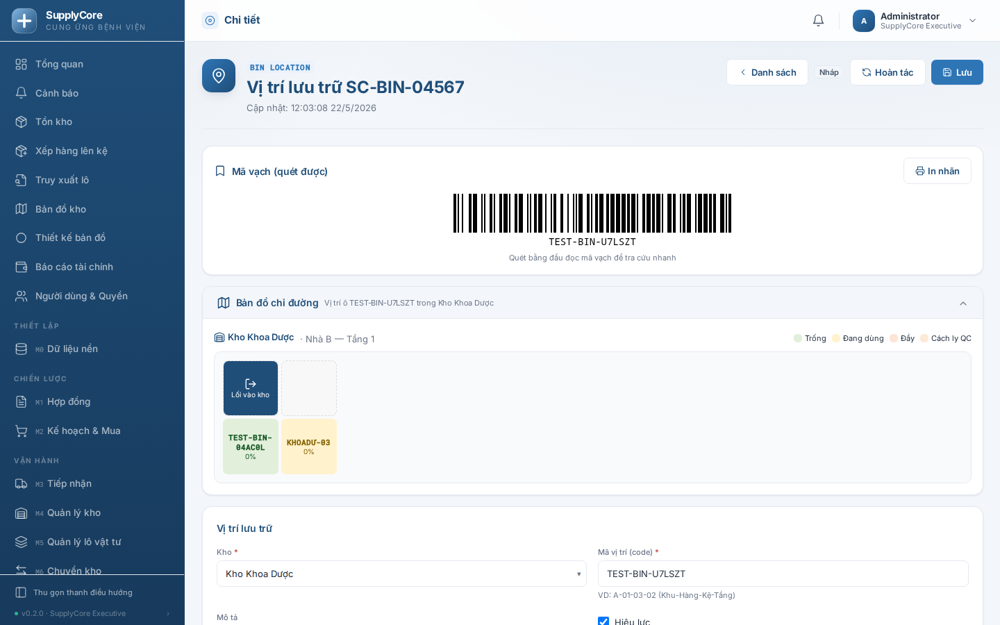 SupplyCore
CUNG ỨNG BỆNH VIỆN
Tổng quan
Cảnh báo
Tồn kho
Xếp hàng lên kệ
Truy xuất lô
Bản đồ kho
Thiết kế bản đồ
Báo cáo tài chính
Người dùng & Quyền
THIẾT LẬP
M0 Dữ liệu nền
CHIẾN LƯỢC
M1 Hợp đồng
M2 Kế hoạch & Mua
VẬN HÀNH
M3 Tiếp nhận
M4 Quản lý kho
M5 Quản lý lô vật tư
M6 Chuyển kho
Thu gọn thanh điều hướng
v0.2.0 · SupplyCore Executive
Chi tiết
A
Administrator
SupplyCore Executive
BIN LOCATION
Vị trí lưu trữ SC-BIN-04567
Cập nhật: 12:03:08 22/5/2026
Danh sách
Nháp
Hoàn tác
Lưu
Mã vạch (quét được)
In nhãn
TEST-BIN-U7LSZT
Quét bằng đầu đọc mã vạch để tra cứu nhanh
Bản đồ chỉ đường Vị trí ô TEST-BIN-U7LSZT trong Kho Khoa Dược
Kho Khoa Dược · Nhà B — Tầng 1
Trống
Đang dùng
Đầy
Cách ly QC
Lối vào kho
TEST-BIN-
04AC0L
0%
KHOADƯ-03
0%
Vị trí lưu trữ
Kho *
Kho Khoa Dược
Mã vị trí (code) *
TEST-BIN-U7LSZT
VD: A-01-03-02 (Khu-Hàng-Kệ-Tầng)
Mô tả
Hiệu lực